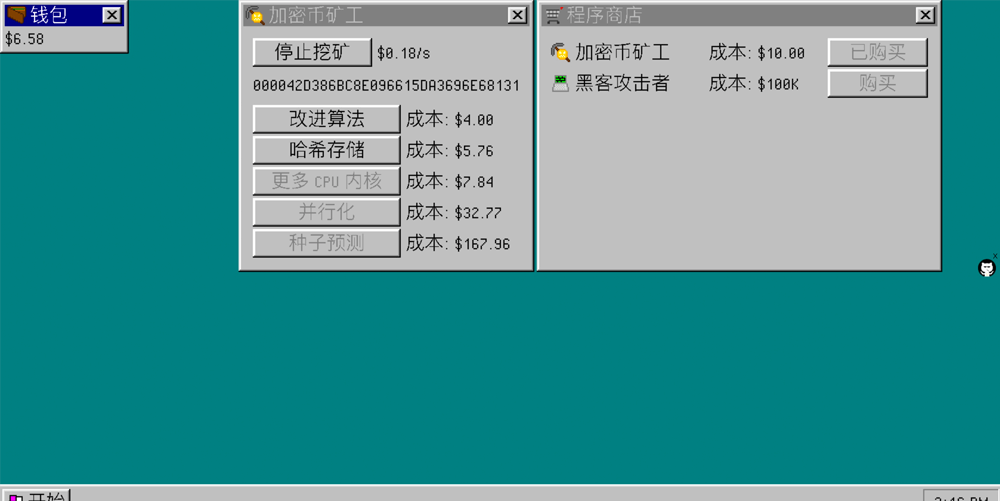 钱包
$6.58
加密币矿工
停止挖矿 $0.18/s
000042D386BC8E096615DA3696E68131
改进算法 成本: $4.00
哈希存储 成本: $5.76
更多 CPU 内核 成本: $7.84
并行化 成本: $32.77
种子预测 成本: $167.96
程序商店
加密币矿工 成本: $10.00 已购买
黑客攻击者 成本: $100K 购买
x
开始